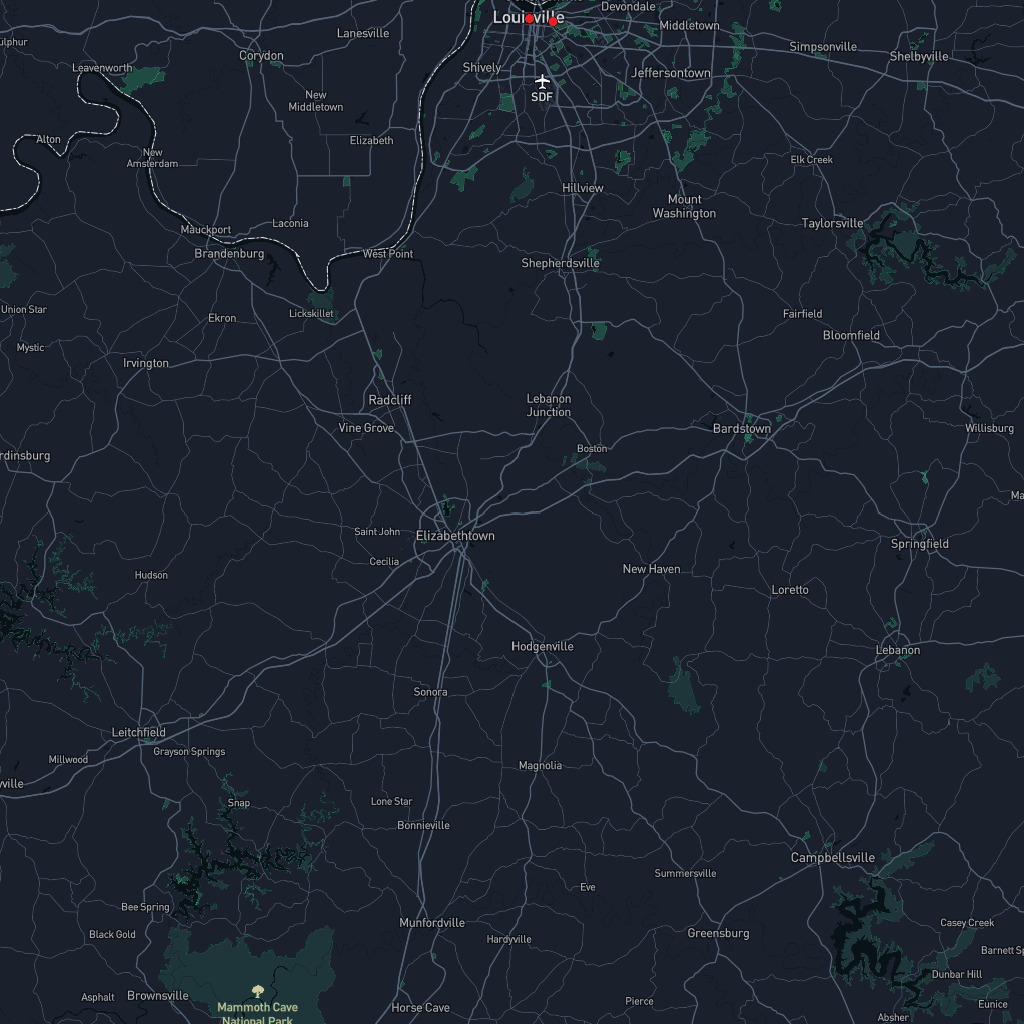 Devondale
Louisville
Middletown
Lanesville
Simpsonville
Shelbyville
Corydon
Leavenworth
Shively
Jeffersontown
SDF
New
Middletown
Alton
Elizabeth
New
Amsterdam
Elk Creek
Hillview
Mount
Washington
Laconia
Taylorsville
Mauckport
Brandenburg
West Point
Shepherdsville
Union Star
Ekron
Lickskillet
Fairfield
Bloomfield
Mystic
Irvington
Radcliff
Lebanon
Junction
Vine Grove
Bardstown
Willisburg
Boston
rdinsburg
Ma
Saint John
Elizabethtown
Springfield
Cecilia
Hudson
New Haven
Loretto
Hodgenville
Lebanon
Sonora
Leitchfield
Grayson Springs
Millwood
Magnolia
yville
Snap
Lone Star
Bonnieville
Campbellsville
Summersville
Eve
Bee Spring
Munfordville
Casey Creek
Black Gold
Greensburg
Hardyville
Barnett Sp
Dunbar Hill
Asphalt
Brownsville
Mammoth Cave
National Park
Horse Cave
Pierce
Eunice
Absher